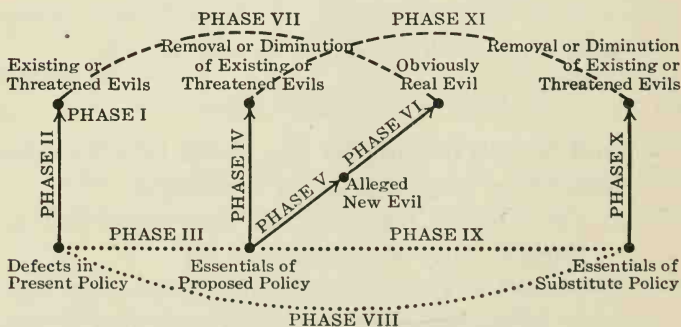 PHASE VII
PHASE XI
Existing or
Threatened Evils
Removal or Diminution
of Existing or
Threatened Evils
Obviously
Real Evil
Removal or Diminution
of Existing or
Threatened Evils
PHASE I
PHASE II
PHASE IV
PHASE V
PHASE VI
PHASE X
Alleged
New Evil
PHASE III
PHASE IX
Defects in
Present Policy
Essentials of
Proposed Policy
Essentials of
Substitute Policy
PHASE VIII